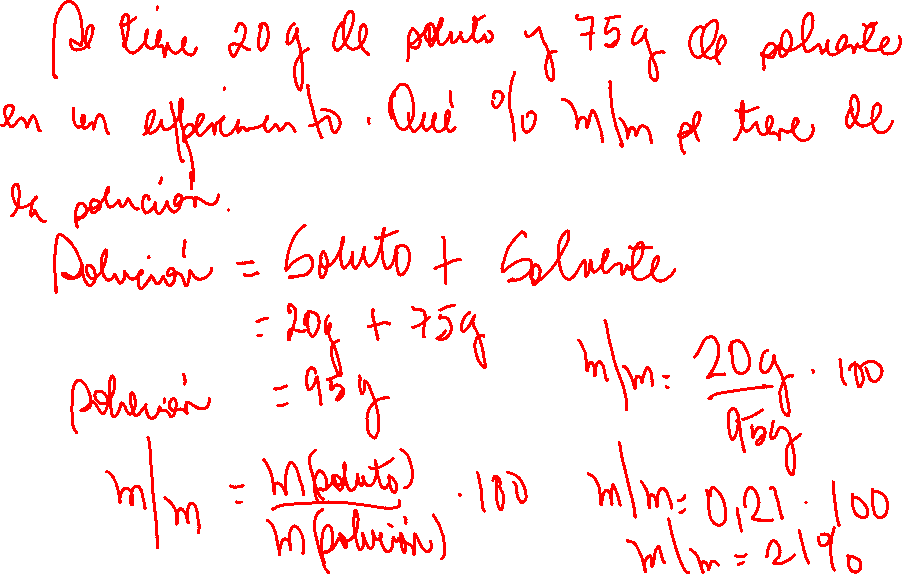 Se tiene 20g de soluto y 75g de solvente
en un experimento. Qué % m/m se tiene de
la solución.
Solución = Soluto + Solvente
= 20g + 75g
Solución = 95g
m/m = m(soluto)/m(solución) · 100
m/m = 20g/95g · 100
m/m = 0,21 · 100
m/m = 21%